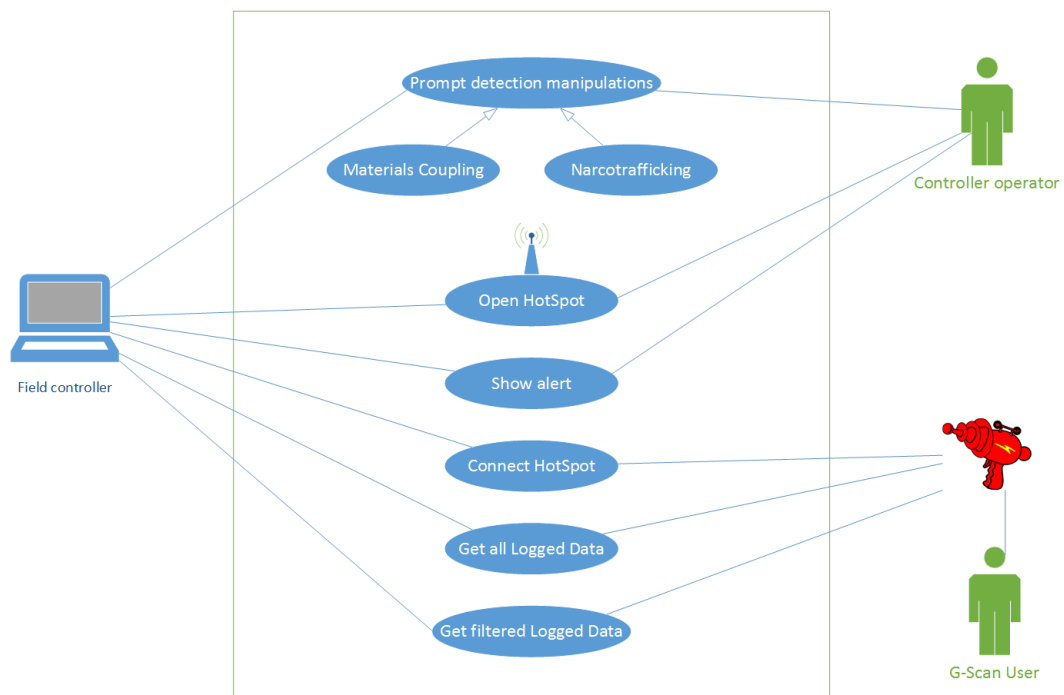 Prompt detection manipulations
Materials Coupling
Narcotrafficking
Controller operator
Open HotSpot
Field controller
Show alert
Connect HotSpot
Get all Logged Data
Get filtered Logged Data
G-Scan User